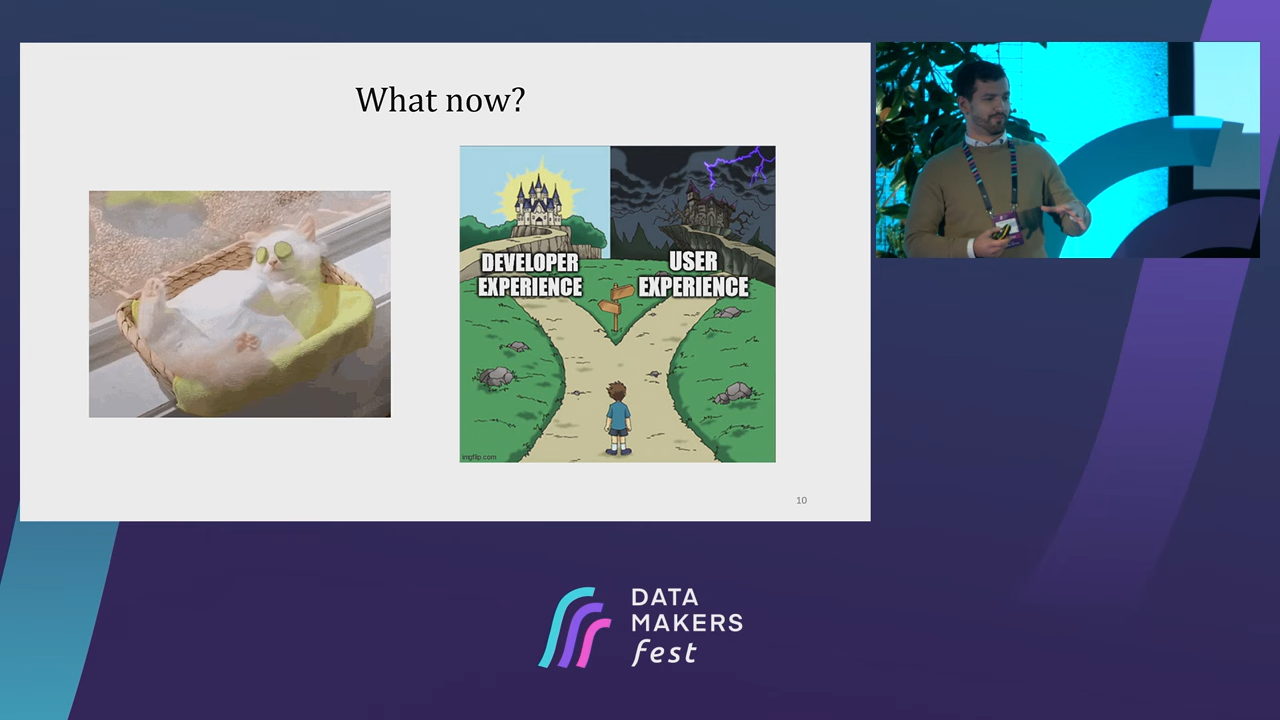 What now?
DEVELOPER
EXPERIENCE
USER
EXPERIENCE
imgflip.com
10
DATA
MAKERS
fest